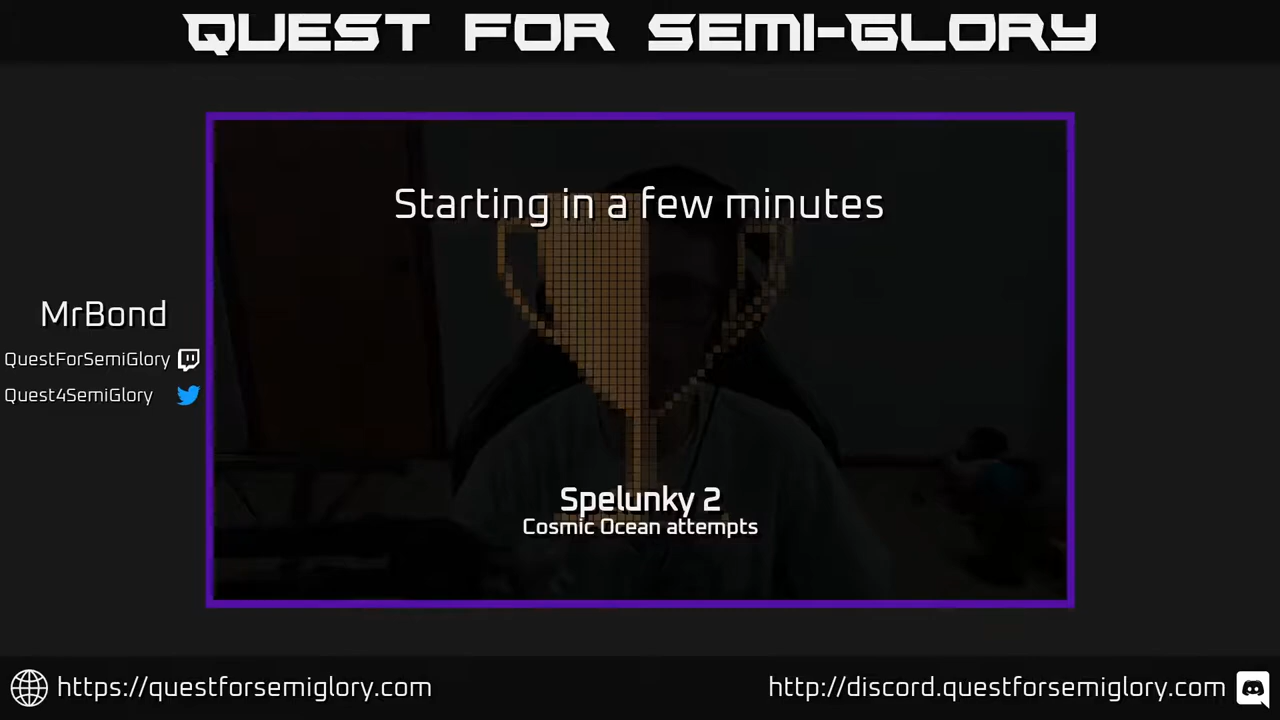 QUEST FOR SEMI-GLORY
Starting in a few minutes
MrBond
QuestForSemiGlory
Quest4SemiGlory
Spelunky 2
Cosmic Ocean attempts
https://questforsemiglory.com
http://discord.questforsemiglory.com